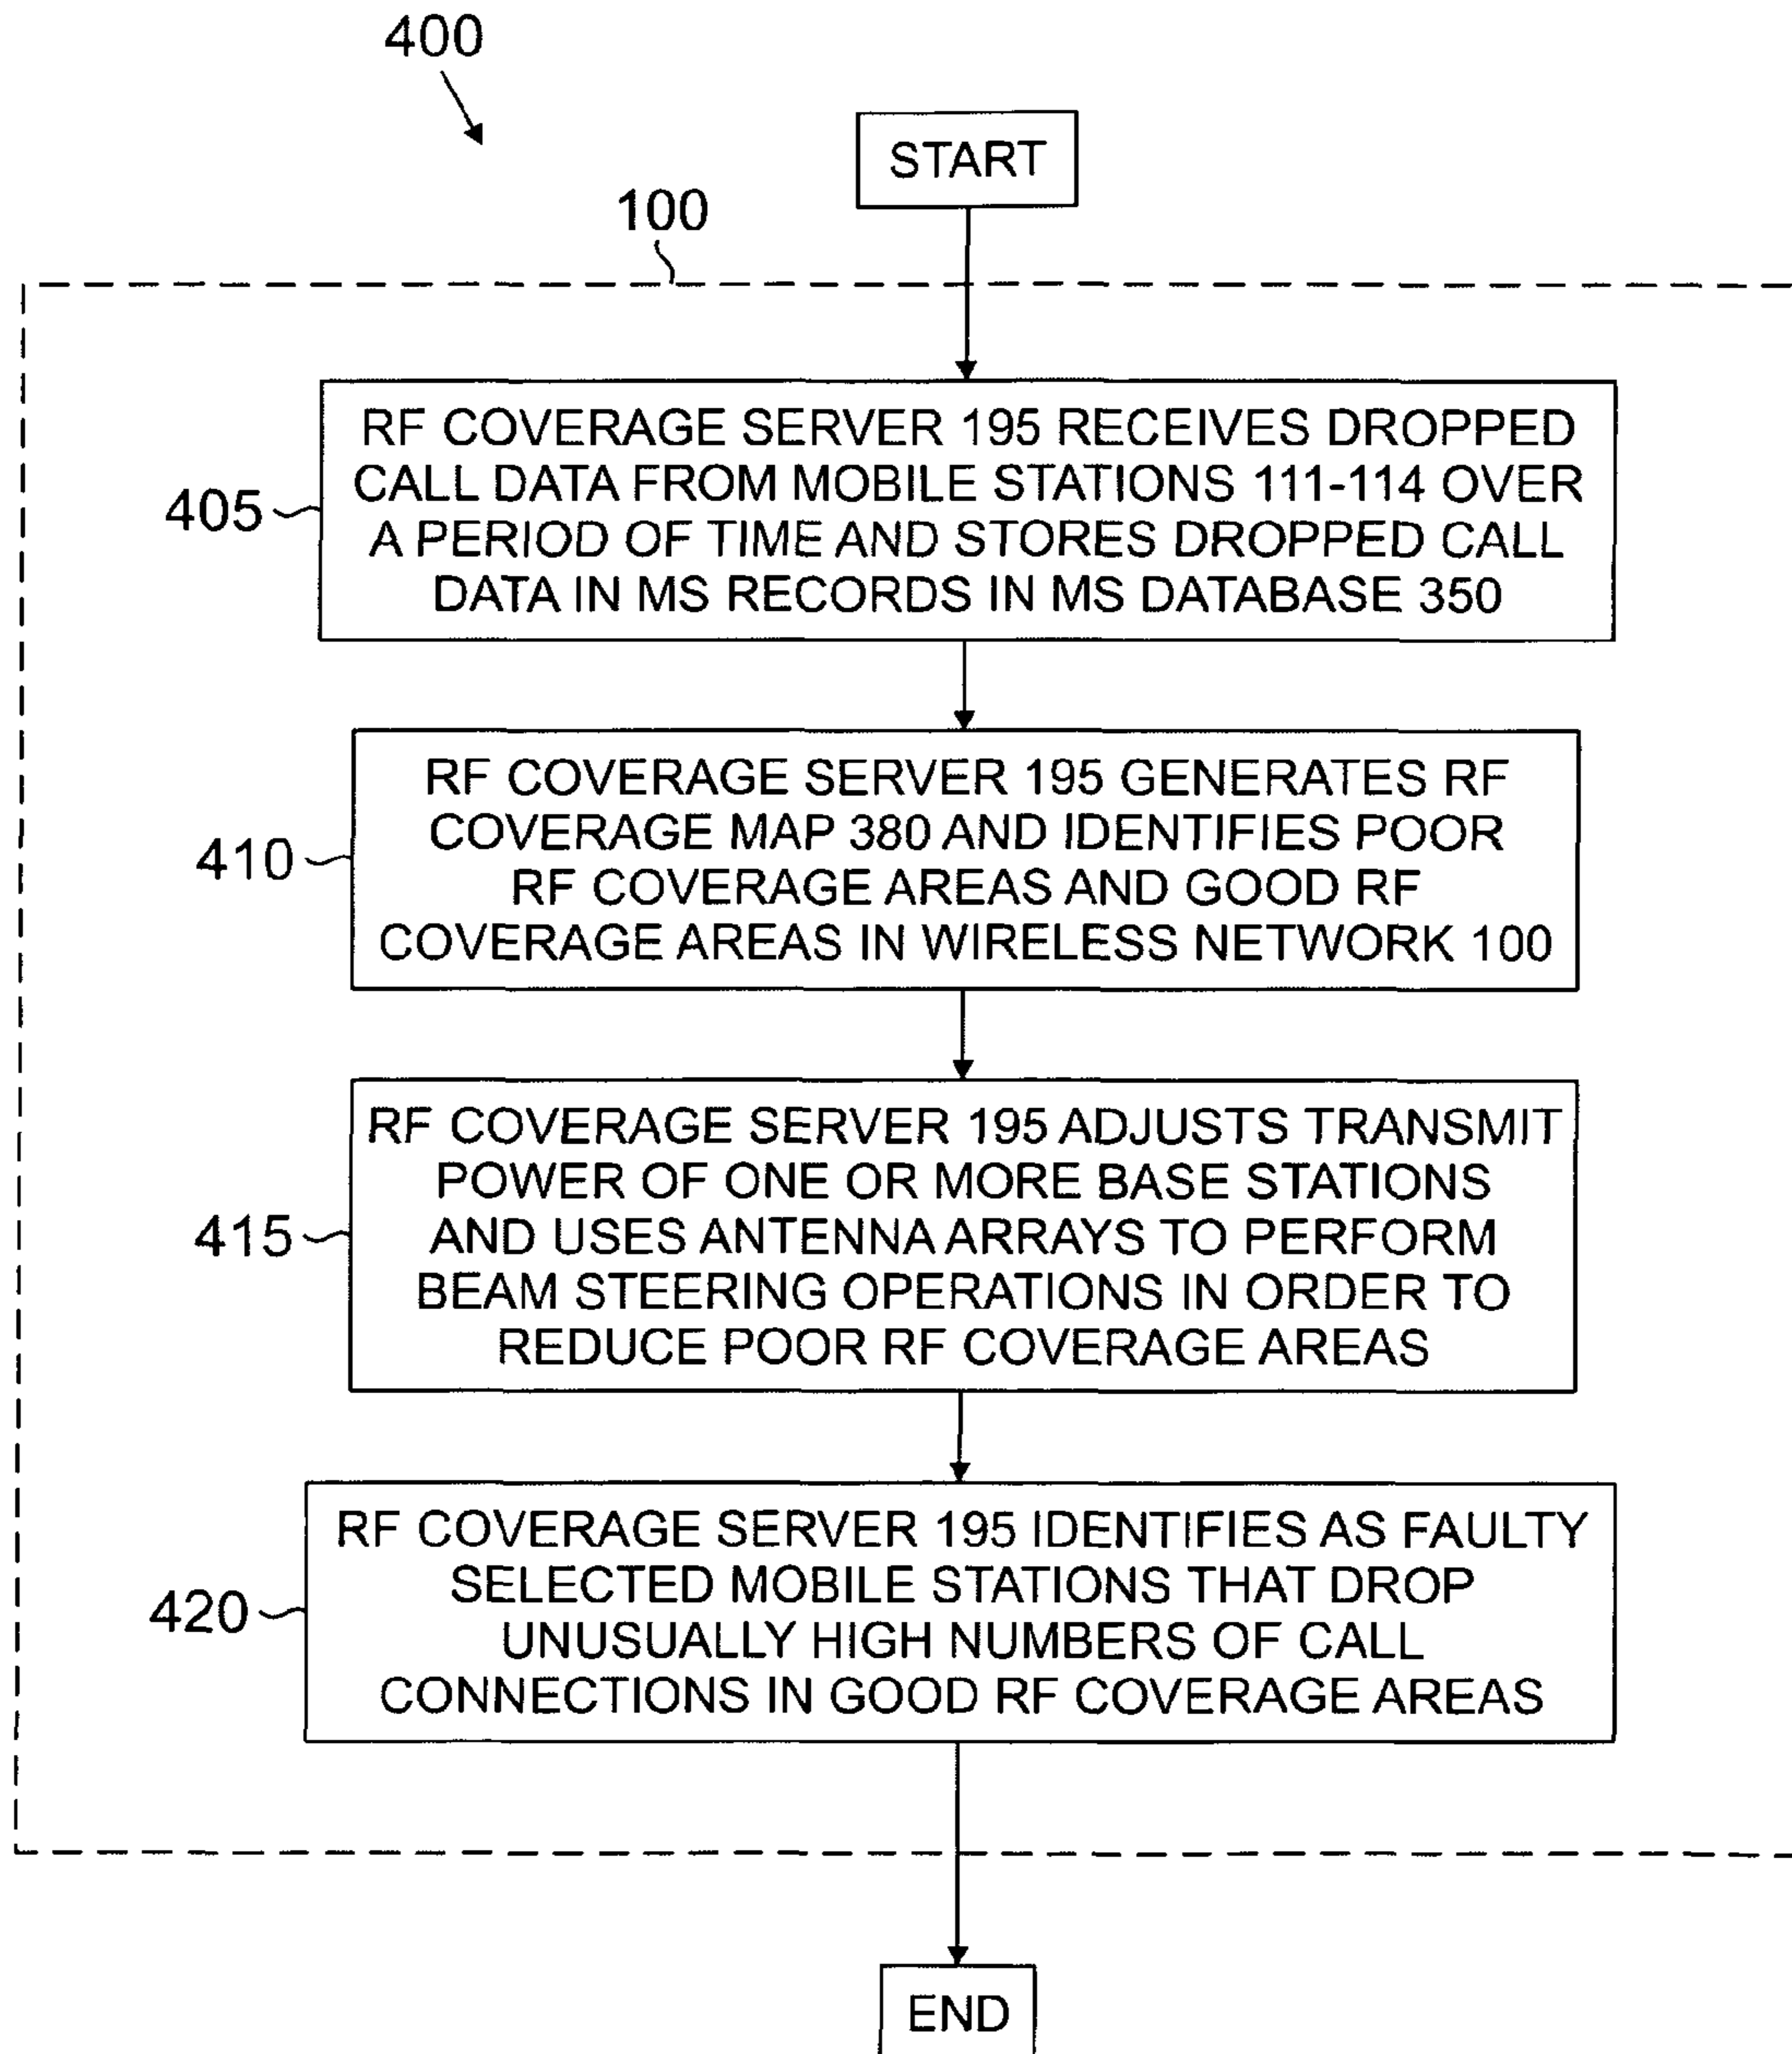 400
START
100
405
RF COVERAGE SERVER 195 RECEIVES DROPPED
CALL DATA FROM MOBILE STATIONS 111-114 OVER
A PERIOD OF TIME AND STORES DROPPED CALL
DATA IN MS RECORDS IN MS DATABASE 350
410
RF COVERAGE SERVER 195 GENERATES RF
COVERAGE MAP 380 AND IDENTIFIES POOR
RF COVERAGE AREAS AND GOOD RF
COVERAGE AREAS IN WIRELESS NETWORK 100
415
RF COVERAGE SERVER 195 ADJUSTS TRANSMIT
POWER OF ONE OR MORE BASE STATIONS
AND USES ANTENNA ARRAYS TO PERFORM
BEAM STEERING OPERATIONS IN ORDER TO
REDUCE POOR RF COVERAGE AREAS
420
RF COVERAGE SERVER 195 IDENTIFIES AS FAULTY
SELECTED MOBILE STATIONS THAT DROP
UNUSUALLY HIGH NUMBERS OF CALL
CONNECTIONS IN GOOD RF COVERAGE AREAS
END